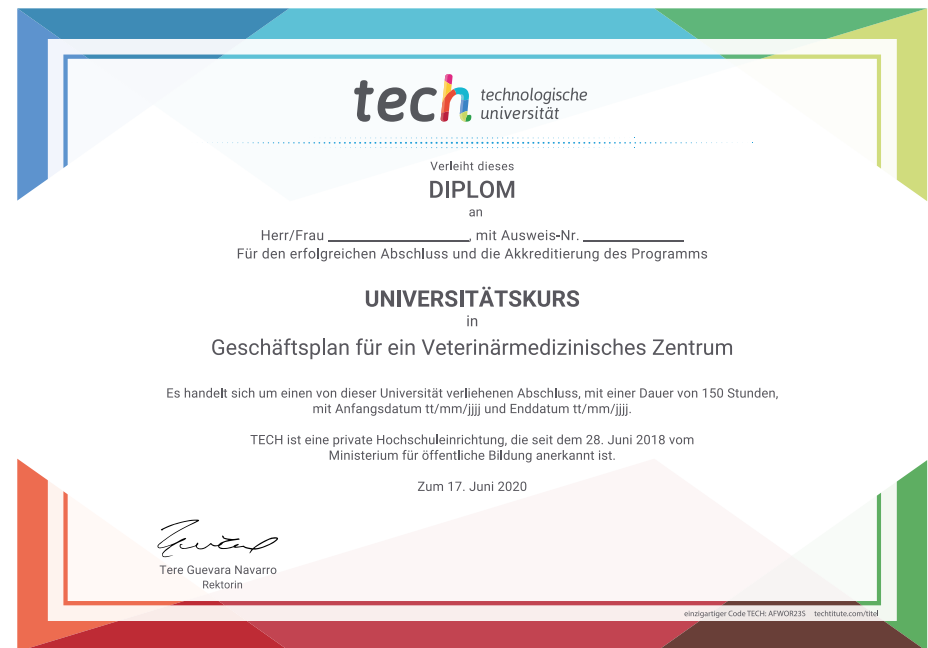 tech technologische
universität
Verleiht dieses
DIPLOM
an
Herr/Frau ____________________, mit Ausweis-Nr. ______________
Für den erfolgreichen Abschluss und die Akkreditierung des Programms
UNIVERSITÄTSKURS
in
Geschäftsplan für ein Veterinärmedizinisches Zentrum
Es handelt sich um einen von dieser Universität verliehenen Abschluss, mit einer Dauer von 150 Stunden,
mit Anfangsdatum tt/mm/jjjj und Enddatum tt/mm/jjjj.
TECH ist eine private Hochschuleinrichtung, die seit dem 28. Juni 2018 vom
Ministerium für öffentliche Bildung anerkannt ist.
Zum 17. Juni 2020
Tere Guevara Navarro
Rektorin
einzigartiger Code TECH: AFWOR23S techtitute.com/titel